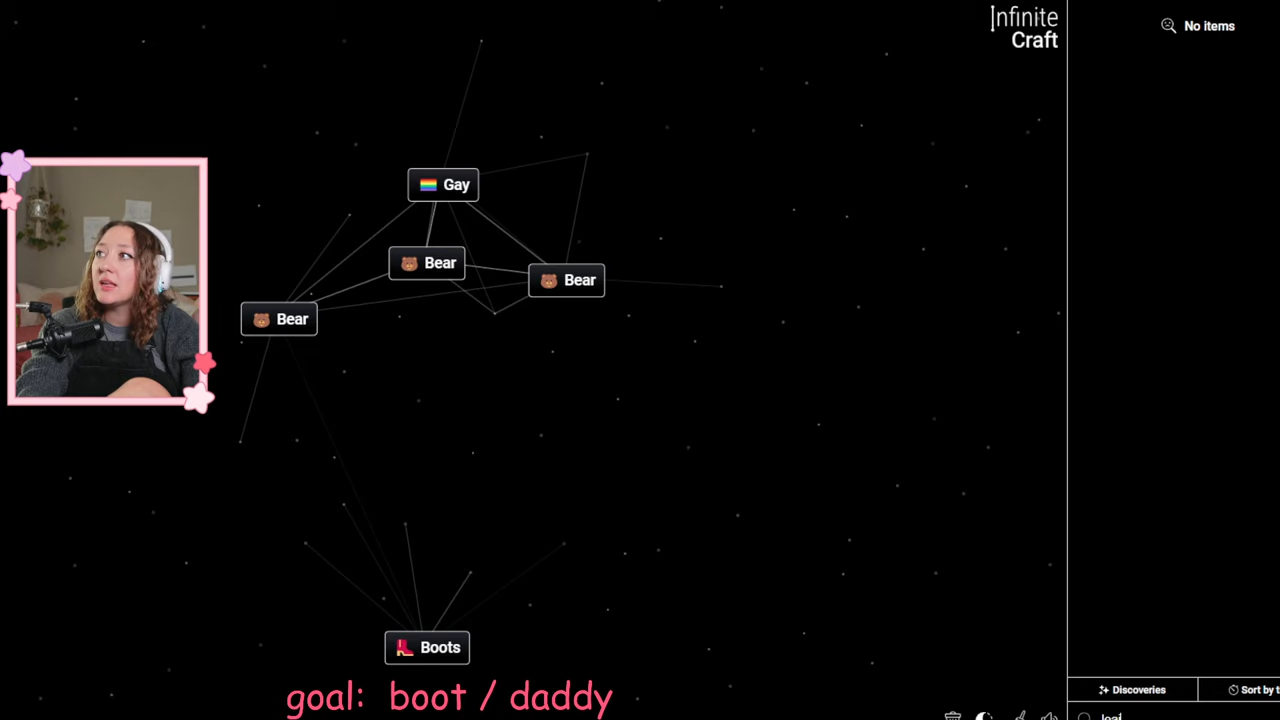 Infinite
Craft
No items
Gay
Bear
Bear
Bear
Boots
goal: boot / daddy
Discoveries
Sort by t